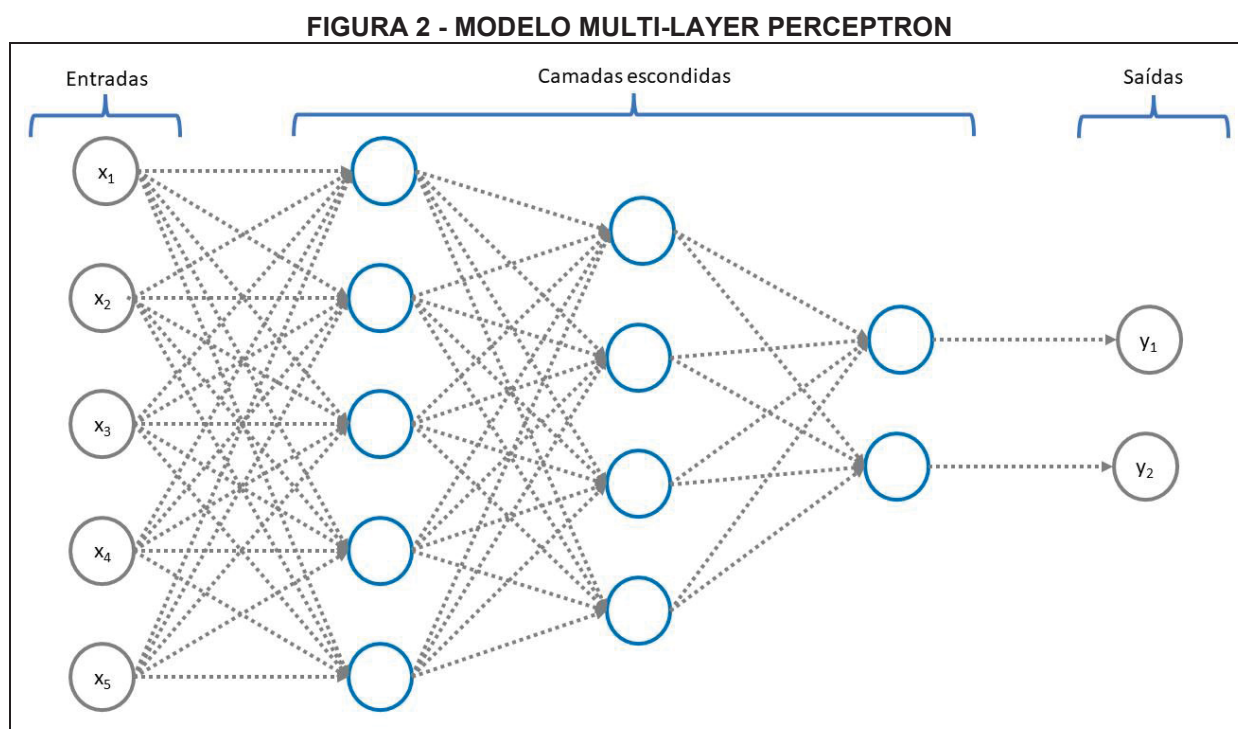 FIGURA 2 - MODELO MULTI-LAYER PERCEPTRON
Entradas
Camadas escondidas
Saídas
x₁
x₂
x₃
x₄
x₅
y₁
y₂